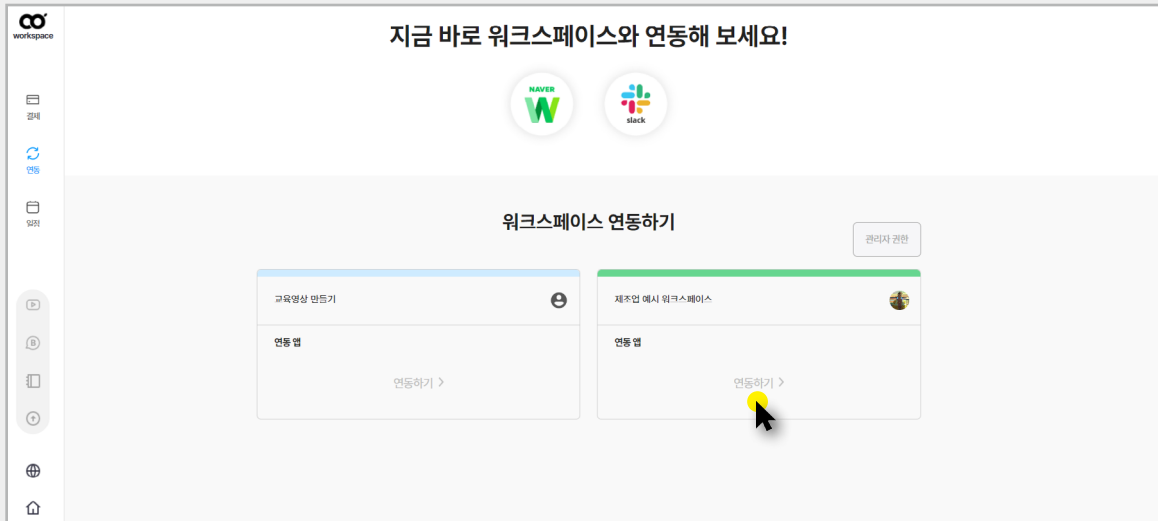 workspace
지금 바로 워크스페이스와 연동해 보세요!
NAVER
W
slack
결제
연동
일정
워크스페이스 연동하기
관리자 권한
교육영상 만들기
제조업 예시 워크스페이스
연동 앱
연동 앱
연동하기 >
연동하기 >
B